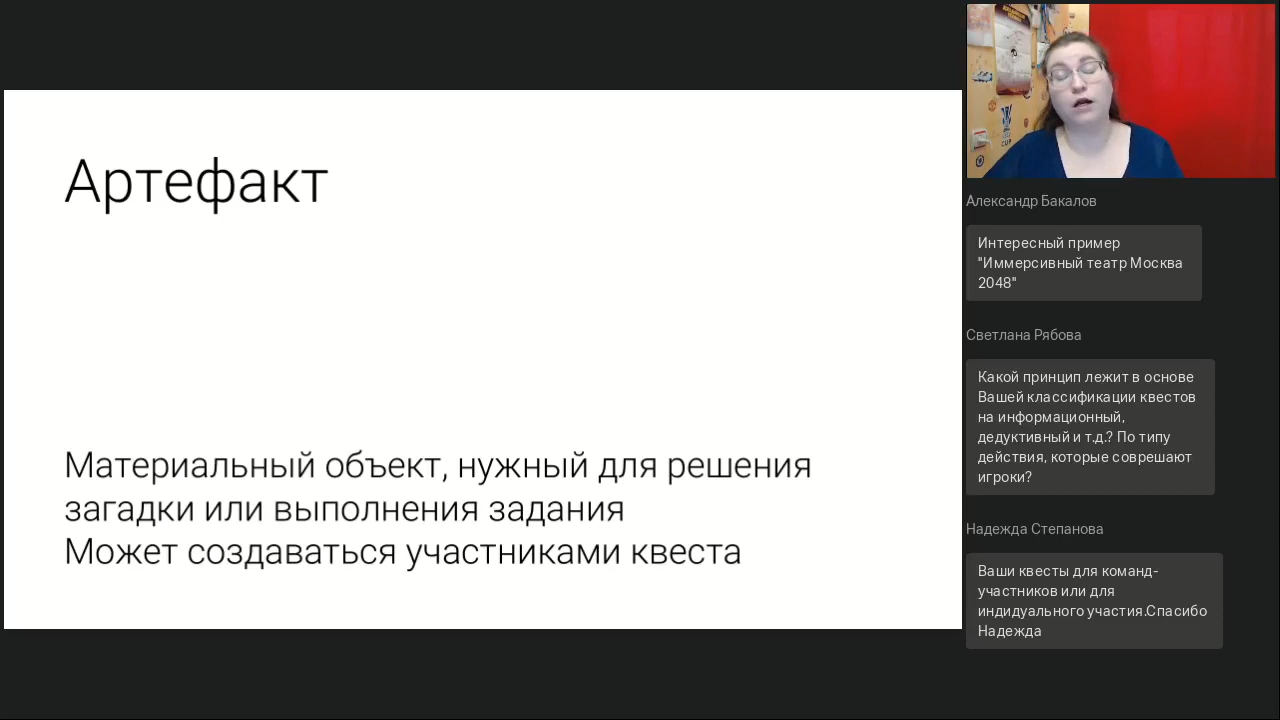 Артефакт
Материальный объект, нужный для решения
загадки или выполнения задания
Может создаваться участниками квеста
CUP
Александр Бакалов
Интересный пример
"Иммерсивный театр Москва
2048"
Светлана Рябова
Какой принцип лежит в основе
Вашей классификации квестов
на информационный,
дедуктивный и т.д.? По типу
действия, которые соврешают
игроки?
Надежда Степанова
Ваши квесты для команд-
участников или для
индидуального участия.Спасибо
Надежда